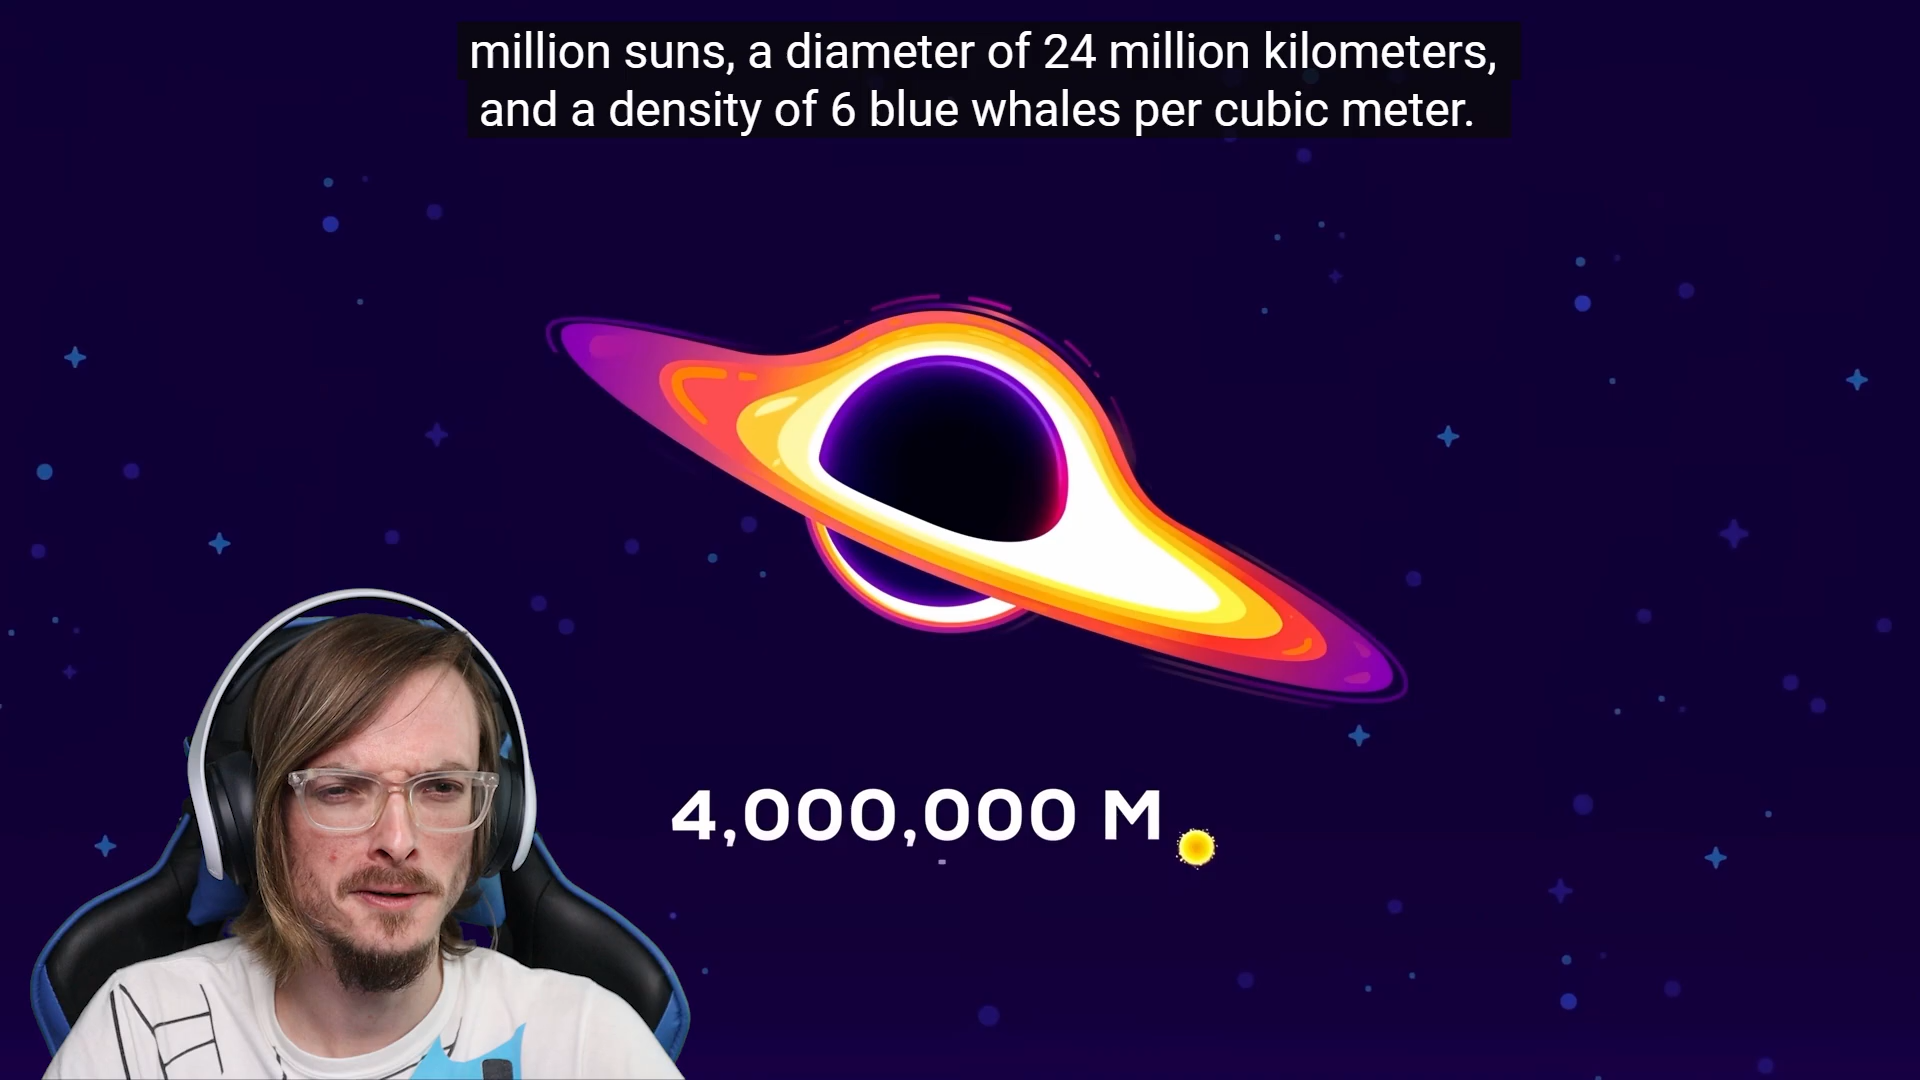 million suns, a diameter of 24 million kilometers,
and a density of 6 blue whales per cubic meter.
4,000,000 M